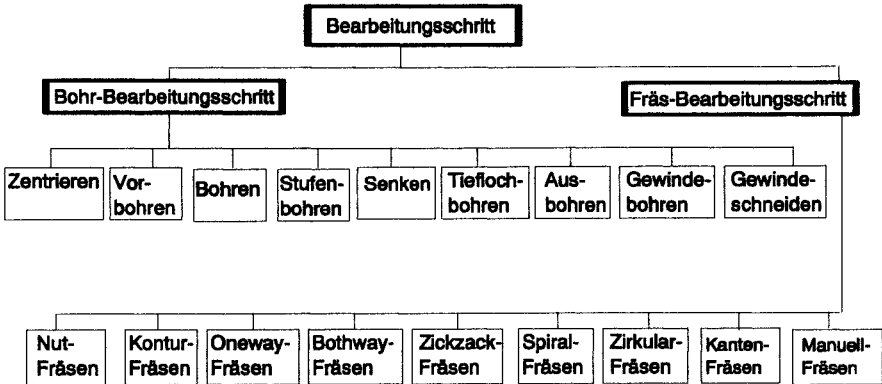 Bearbeitungsschritt
Bohr-Bearbeitungsschritt
Fräs-Bearbeitungsschritt
Zentrieren
Vor-
bohren
Bohren
Stufen-
bohren
Senken
Tiefloch-
bohren
Aus-
bohren
Gewinde-
bohren
Gewinde-
schneiden
Nut-
Fräsen
Kontur-
Fräsen
Oneway-
Fräsen
Bothway-
Fräsen
Zickzack-
Fräsen
Spiral-
Fräsen
Zirkular-
Fräsen
Kanten-
Fräsen
Manuell-
Fräsen